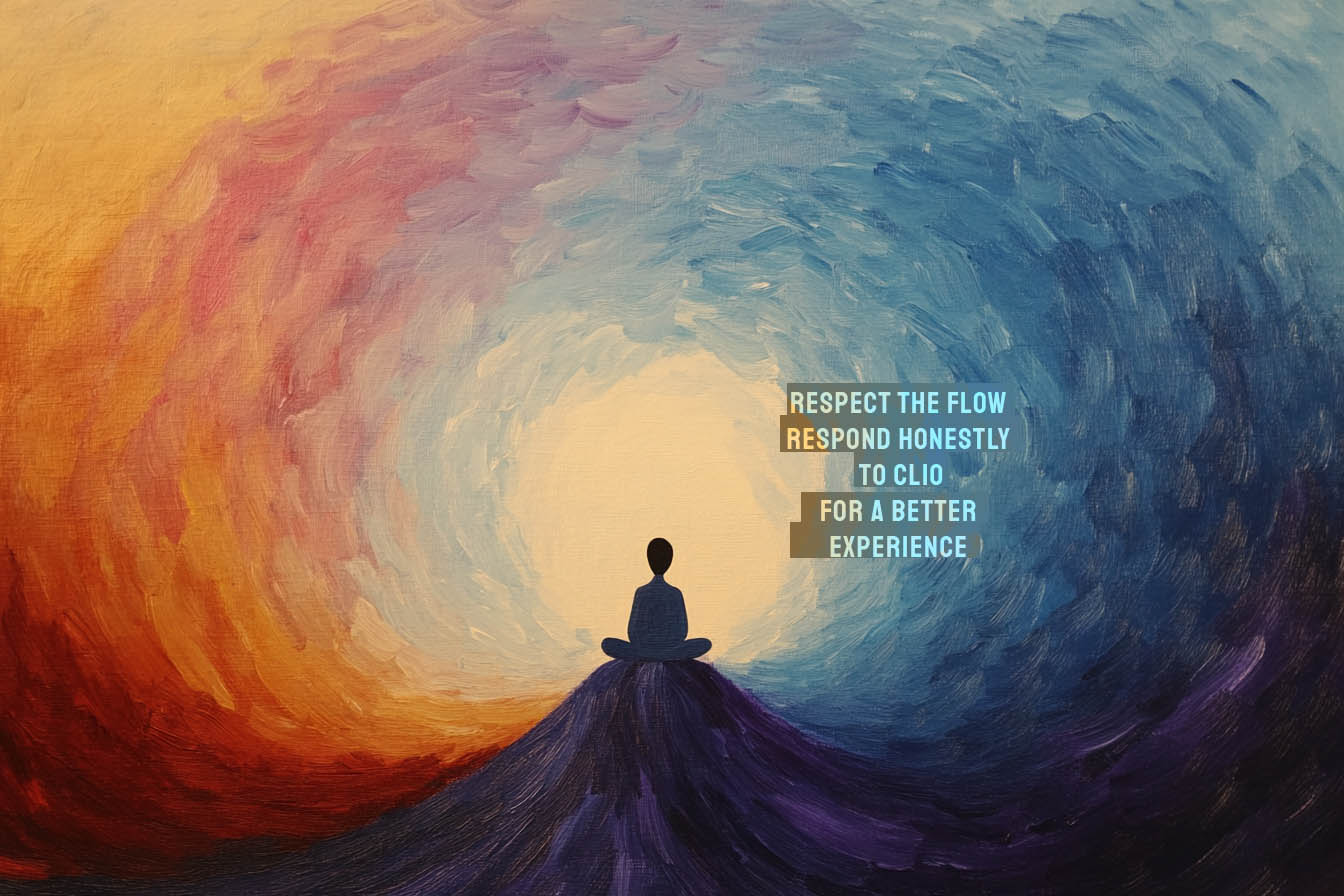 RESPECT THE FLOW
RESPOND HONESTLY
TO CLIO
FOR A BETTER
EXPERIENCE